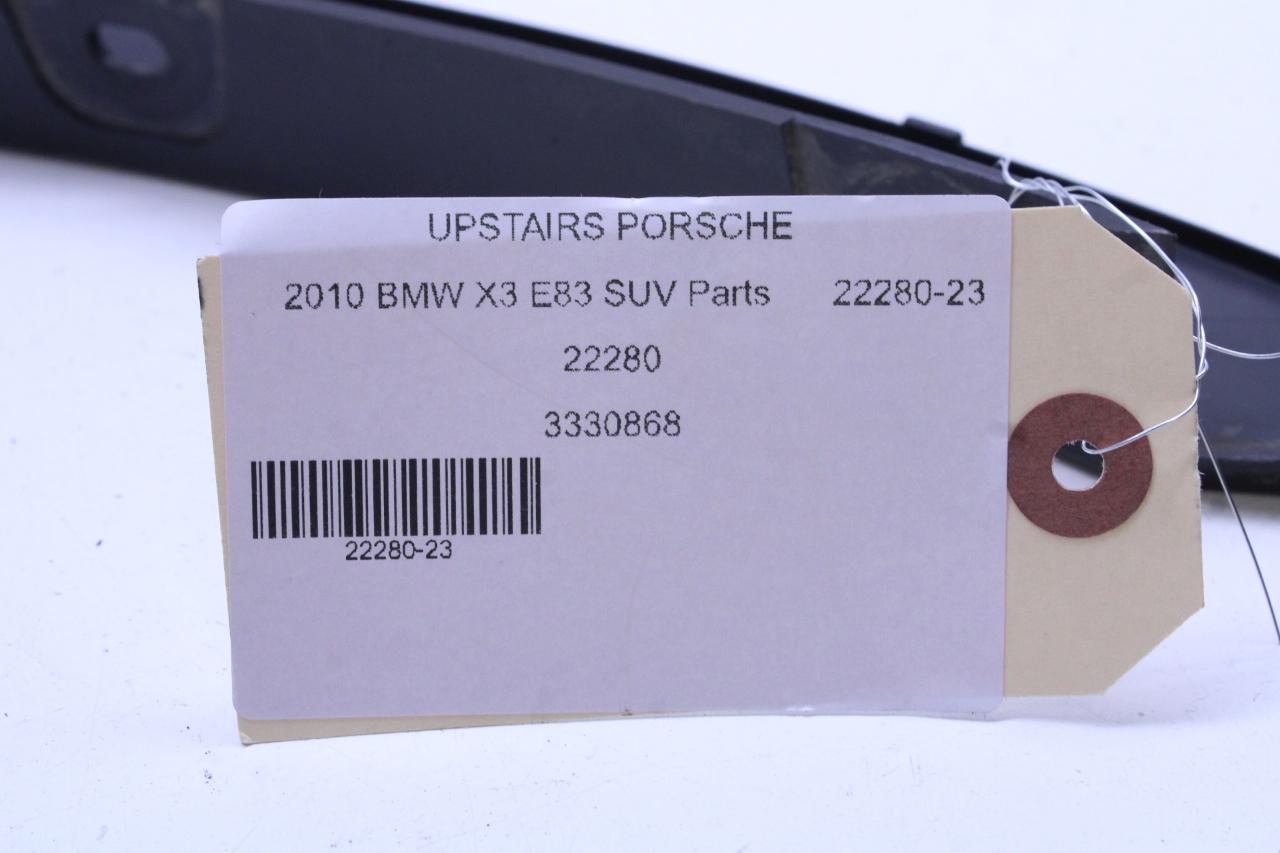 UPSTAIRS PORSCHE
2010 BMW X3 E83 SUV Parts 22280-23
22280
3330868
22280-23